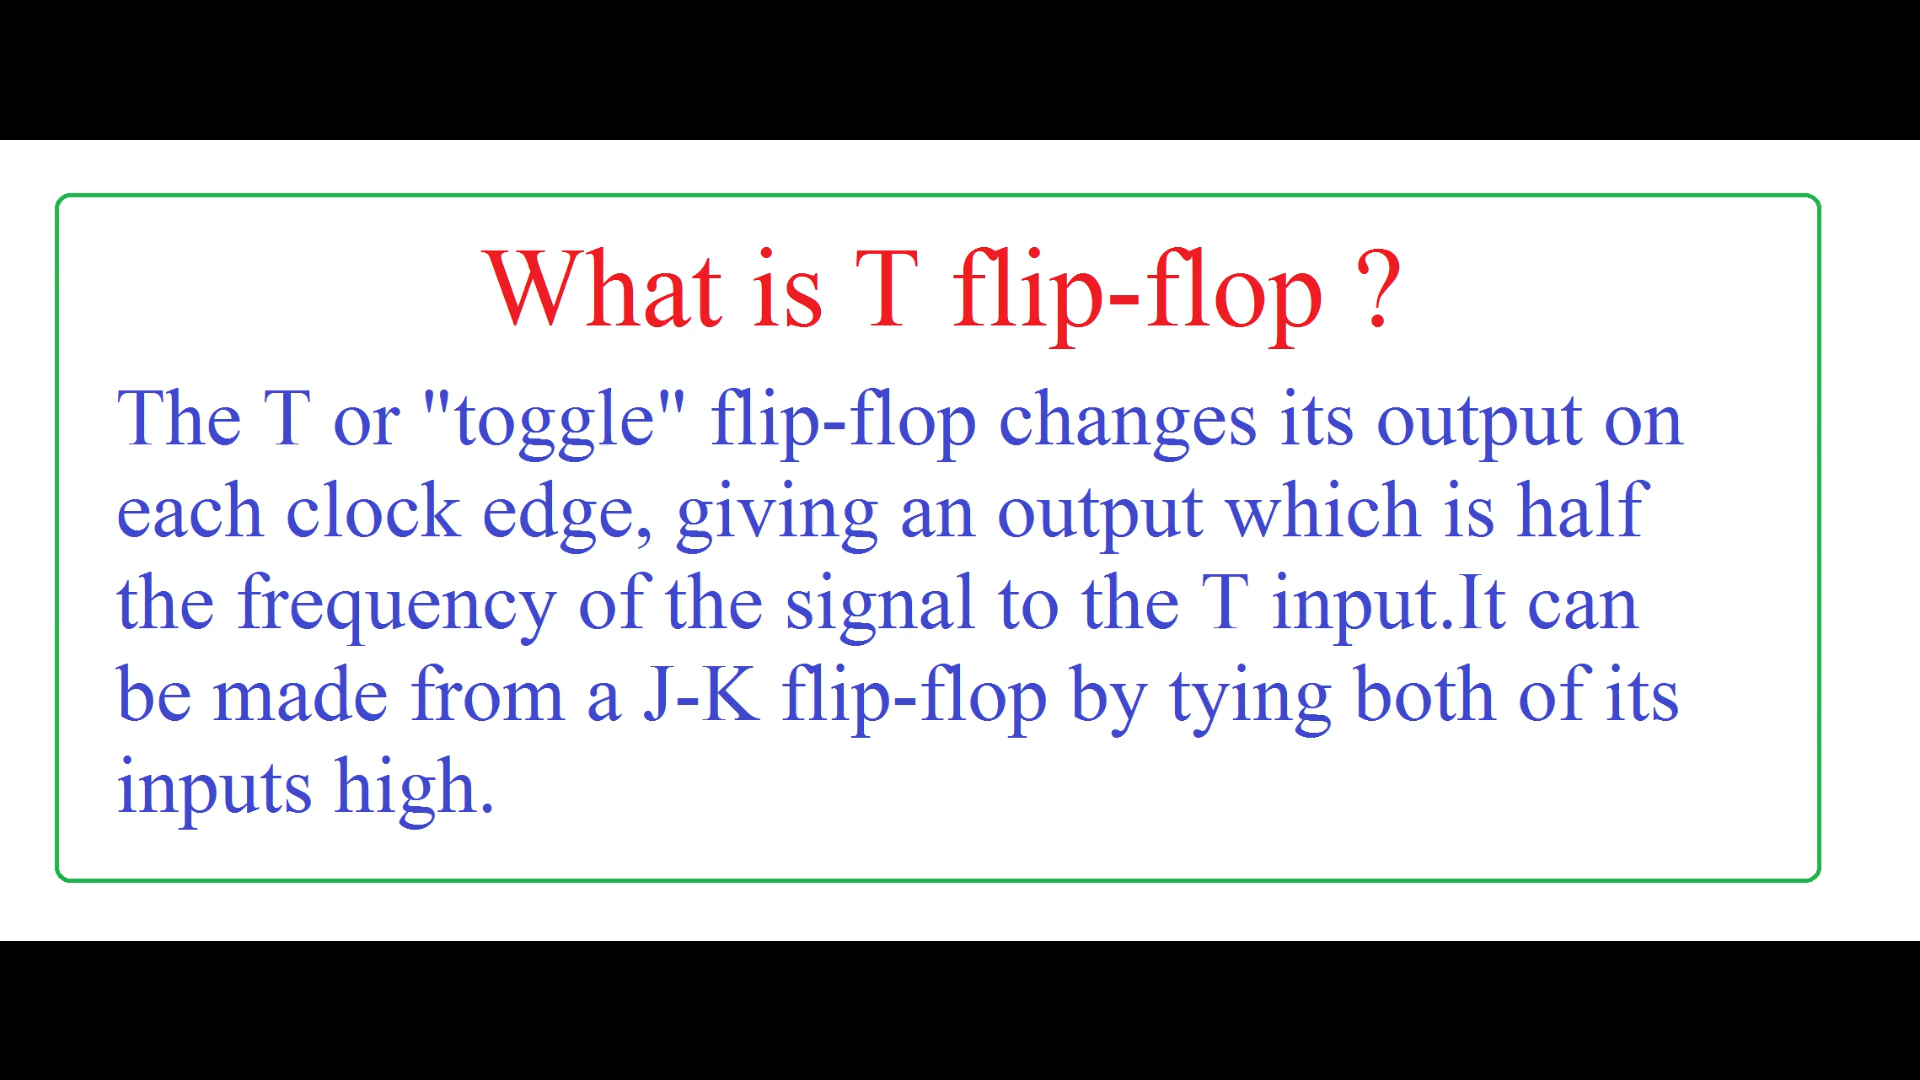 What is T flip-flop ?
The T or "toggle" flip-flop changes its output on
each clock edge, giving an output which is half
the frequency of the signal to the T input.It can
be made from a J-K flip-flop by tying both of its
inputs high.